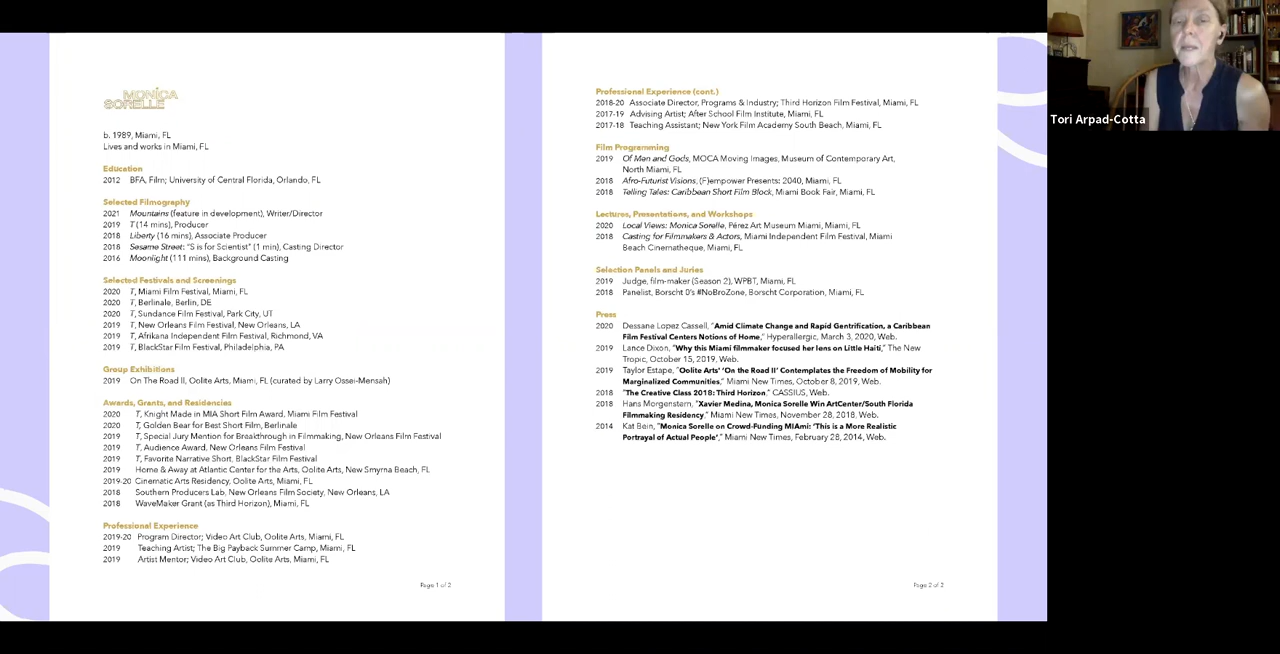 MONICA
SORELLE
b. 1989, Miami, FL
Lives and works in Miami, FL
Education
2012 BFA, Film; University of Central Florida, Orlando, FL
Selected Filmography
2021 Mountains (feature in development), Writer/Director
2019 T (14 mins), Producer
2018 Liberty (16 mins), Associate Producer
2018 Sesame Street: “S is for Scientist” (1 min), Casting Director
2016 Moonlight (111 mins), Background Casting
Selected Festivals and Screenings
2020 T, Miami Film Festival, Miami, FL
2020 T, Berlinale, Berlin, DE
2020 T, Sundance Film Festival, Park City, UT
2019 T, New Orleans Film Festival, New Orleans, LA
2019 T, Afrikana Independent Film Festival, Richmond, VA
2019 T, BlackStar Film Festival, Philadelphia, PA
Group Exhibitions
2019 On The Road II, Oolite Arts, Miami, FL (curated by Larry Ossei-Mensah)
Awards, Grants, and Residencies
2020 T, Knight Made in MIA Short Film Award, Miami Film Festival
2020 T, Golden Bear for Best Short Film, Berlinale
2019 T, Special Jury Mention for Breakthrough in Filmmaking, New Orleans Film Festival
2019 T, Audience Award, New Orleans Film Festival
2019 T, Favorite Narrative Short, BlackStar Film Festival
2019 Home & Away at Atlantic Center for the Arts, Oolite Arts, New Smyrna Beach, FL
2019-20 Cinematic Arts Residency, Oolite Arts, Miami, FL
2018 Southern Producers Lab, New Orleans Film Society, New Orleans, LA
2018 WaveMaker Grant (as Third Horizon), Miami, FL
Professional Experience
2019-20 Program Director; Video Art Club, Oolite Arts, Miami, FL
2019 Teaching Artist; The Big Payback Summer Camp, Miami, FL
2019 Artist Mentor; Video Art Club, Oolite Arts, Miami, FL
Page 1 of 2
Professional Experience (cont.)
2018-20 Associate Director, Programs & Industry; Third Horizon Film Festival, Miami, FL
2017-19 Advising Artist; After School Film Institute, Miami, FL
2017-18 Teaching Assistant; New York Film Academy South Beach, Miami, FL
Film Programming
2019 Of Men and Gods, MOCA Moving Images, Museum of Contemporary Art,
North Miami, FL
2018 Afro-Futurist Visions, (F)empower Presents: 2040, Miami, FL
2018 Telling Tales: Caribbean Short Film Block, Miami Book Fair, Miami, FL
Lectures, Presentations, and Workshops
2020 Local Views: Monica Sorelle, Pérez Art Museum Miami, Miami, FL
2018 Casting for Filmmakers & Actors, Miami Independent Film Festival, Miami
Beach Cinematheque, Miami, FL
Selection Panels and Juries
2019 Judge, film-maker (Season 2), WPBT, Miami, FL
2018 Panelist, Borscht 0's #NoBroZone, Borscht Corporation, Miami, FL
Press
2020 Dessane Lopez Cassell, “Amid Climate Change and Rapid Gentrification, a Caribbean
Film Festival Centers Notions of Home,” Hyperallergic, March 3, 2020, Web.
2019 Lance Dixon, “Why this Miami filmmaker focused her lens on Little Haiti,” The New
Tropic, October 15, 2019, Web.
2019 Taylor Estape, “Oolite Arts' ‘On the Road II’ Contemplates the Freedom of Mobility for
Marginalized Communities,” Miami New Times, October 8, 2019, Web.
2018 “The Creative Class 2018: Third Horizon,” CASSIUS, Web.
2018 Hans Morgenstern, “Xavier Medina, Monica Sorelle Win ArtCenter/South Florida
Filmmaking Residency,” Miami New Times, November 28, 2018, Web.
2014 Kat Bein, “Monica Sorelle on Crowd-Funding MIAmi: ‘This is a More Realistic
Portrayal of Actual People’,” Miami New Times, February 28, 2014, Web.
Page 2 of 2
Tori Arpad-Cotta